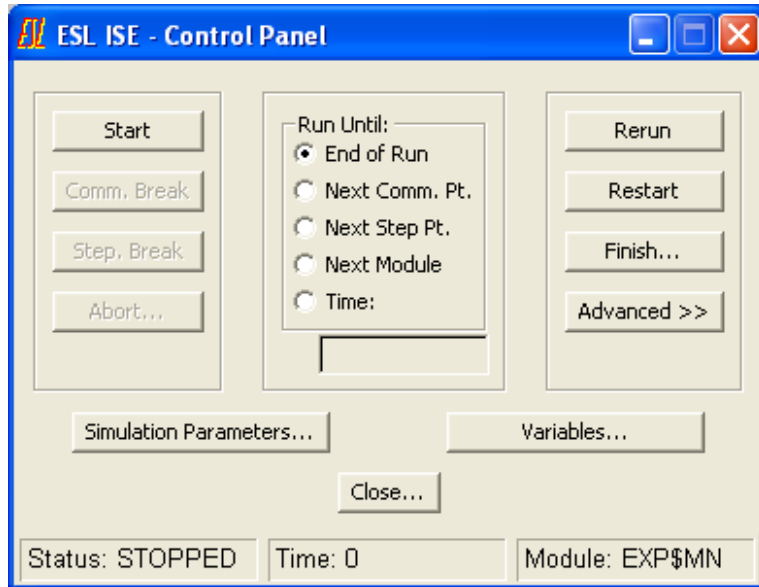 ESL ISE - Control Panel
Start
Comm. Break
Step. Break
Abort...
Run Until:
End of Run
Next Comm. Pt.
Next Step Pt.
Next Module
Time:
Rerun
Restart
Finish...
Advanced >>
Simulation Parameters...
Variables...
Close...
Status: STOPPED
Time: 0
Module: EXP$MN